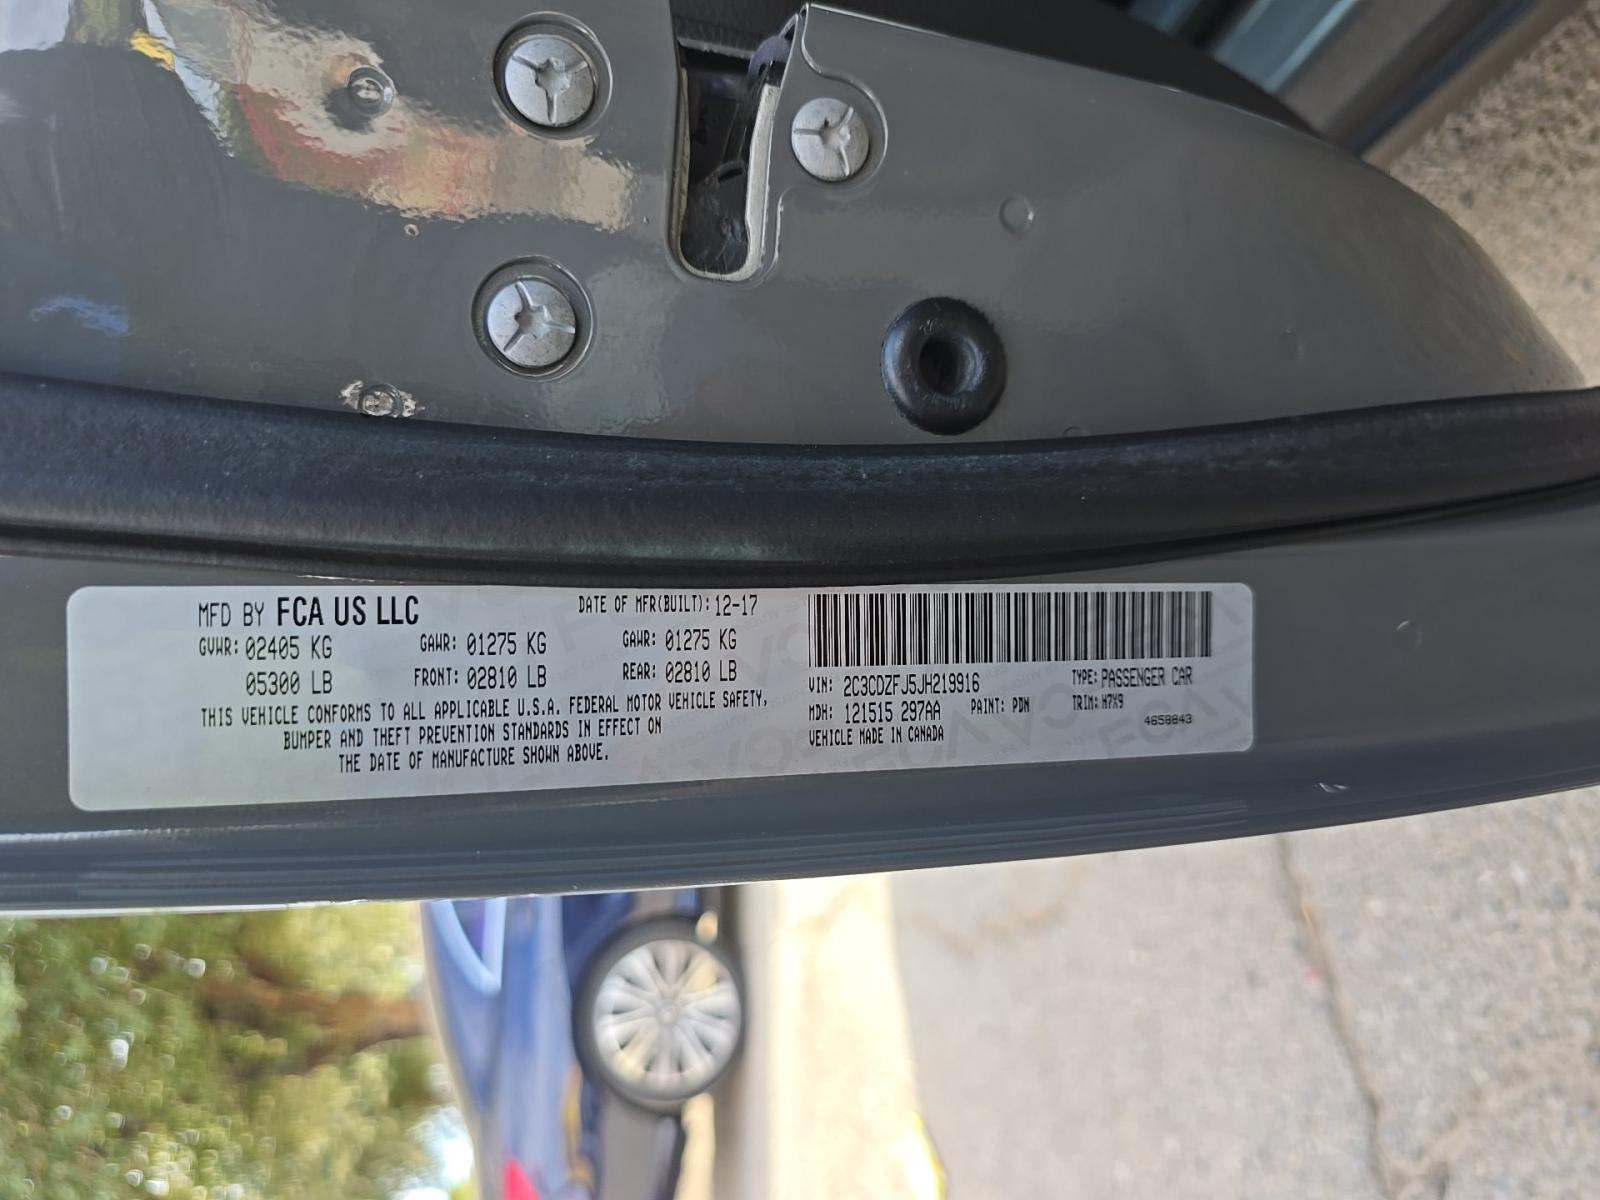 MFD BY FCA US LLC
DATE OF MFR(BUILT): 12-17
GVWR: 02405 KG GAWR: 01275 KG GAWR: 01275 KG
05300 LB FRONT: 02810 LB REAR: 02810 LB
THIS VEHICLE CONFORMS TO ALL APPLICABLE U.S.A. FEDERAL MOTOR VEHICLE SAFETY,
BUMPER AND THEFT PREVENTION STANDARDS IN EFFECT ON
THE DATE OF MANUFACTURE SHOWN ABOVE.
VIN: 2C3CDZFJ5JH219916 TYPE: PASSENGER CAR
MDH: 121515 297AA PAINT: PDN TRIM: H7X9
VEHICLE MADE IN CANADA
4658843